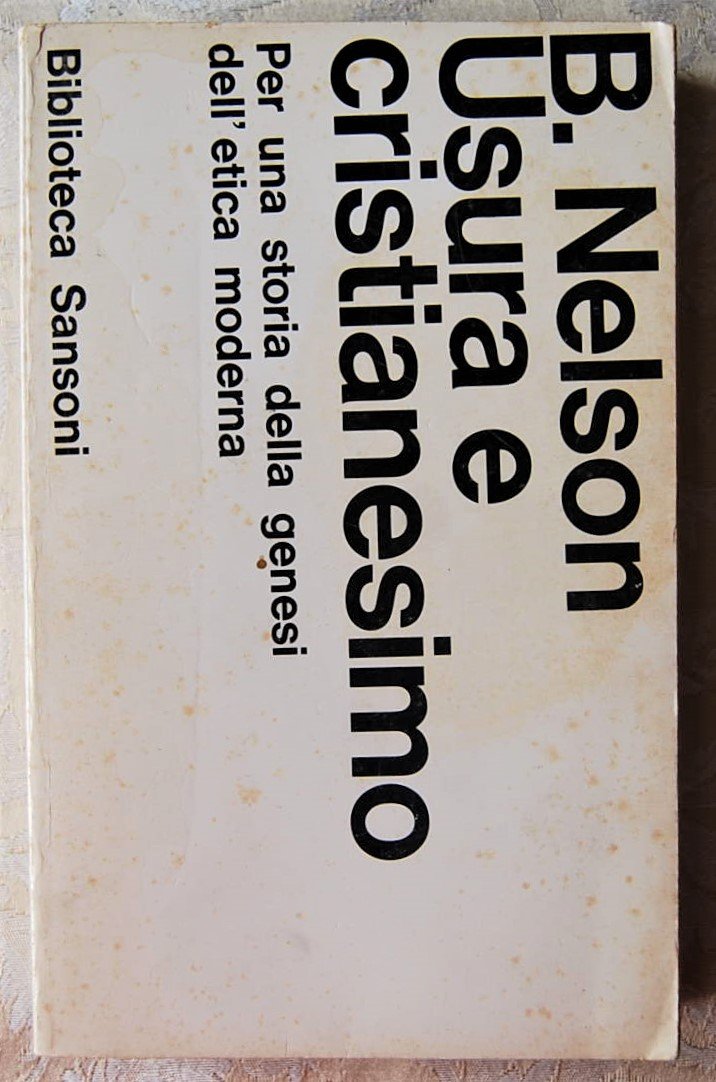 B. Nelson
Usura e
cristianesimo
Per una storia della genesi
dell' etica moderna
Biblioteca Sansoni